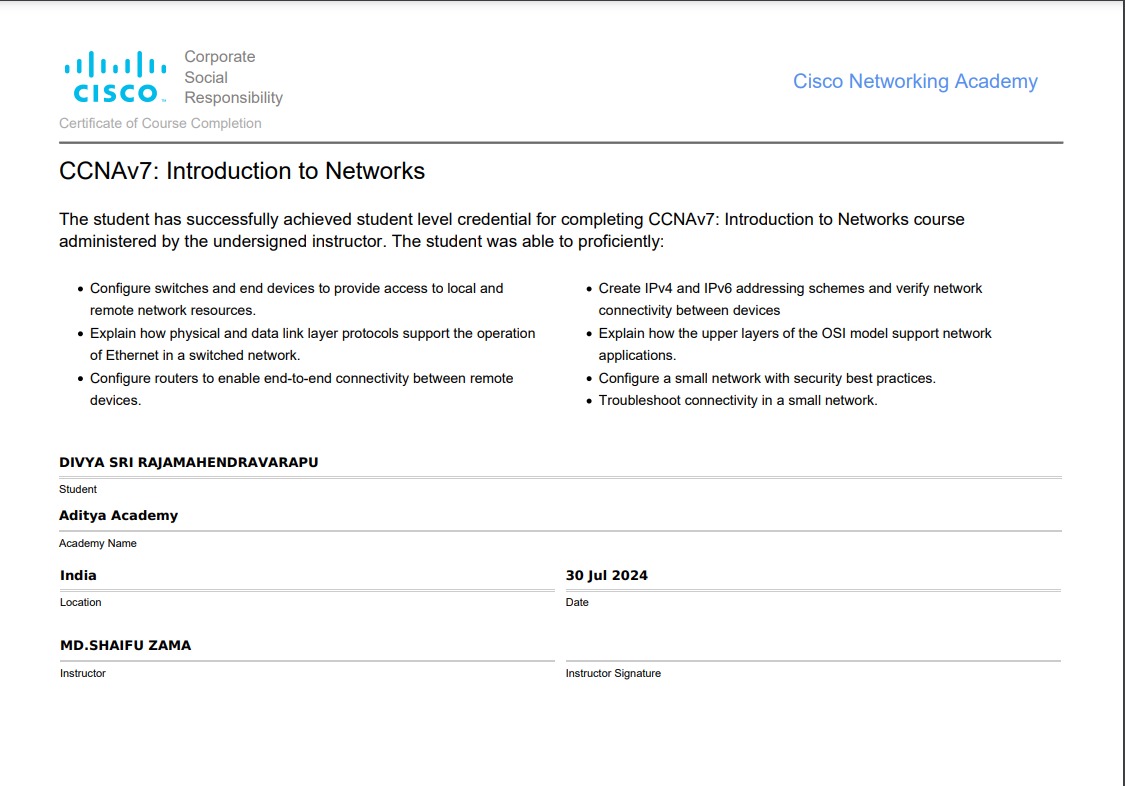 Corporate
Social
Responsibility
CISCO
Cisco Networking Academy
Certificate of Course Completion
CCNAv7: Introduction to Networks
The student has successfully achieved student level credential for completing CCNAv7: Introduction to Networks course
administered by the undersigned instructor. The student was able to proficiently:
• Configure switches and end devices to provide access to local and
remote network resources.
• Explain how physical and data link layer protocols support the operation
of Ethernet in a switched network.
• Configure routers to enable end-to-end connectivity between remote
devices.
• Create IPv4 and IPv6 addressing schemes and verify network
connectivity between devices
• Explain how the upper layers of the OSI model support network
applications.
• Configure a small network with security best practices.
• Troubleshoot connectivity in a small network.
DIVYA SRI RAJAMAHENDRAVARAPU
Student
Aditya Academy
Academy Name
India
Location
30 Jul 2024
Date
MD.SHAIFU ZAMA
Instructor
Instructor Signature